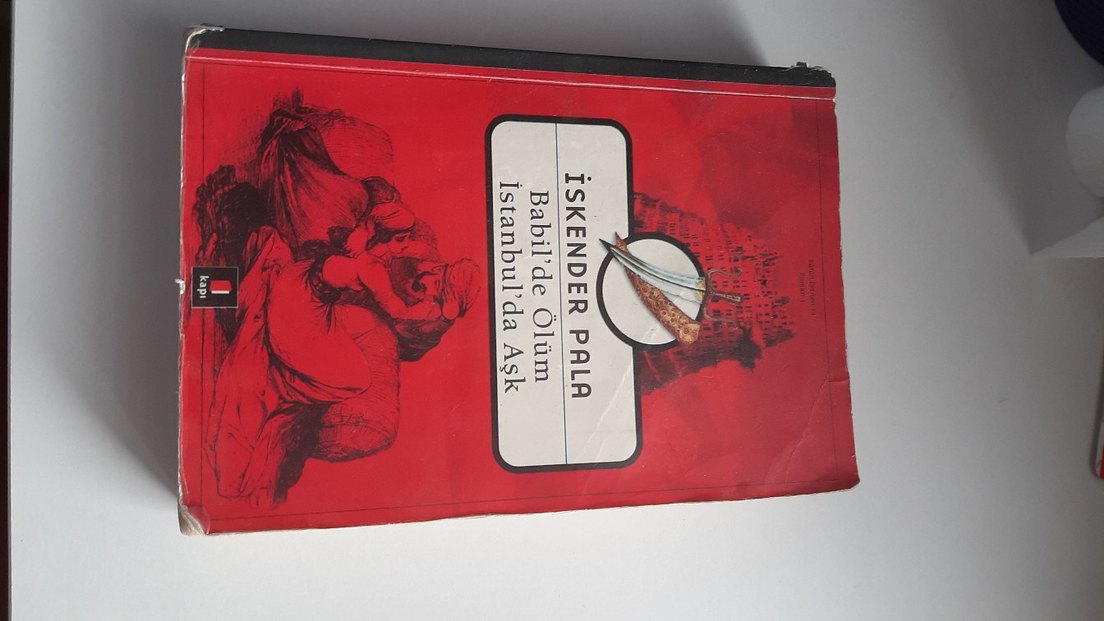 İSKENDER PALA
Babil'de Ölüm
İstanbul'da Aşk
kapı